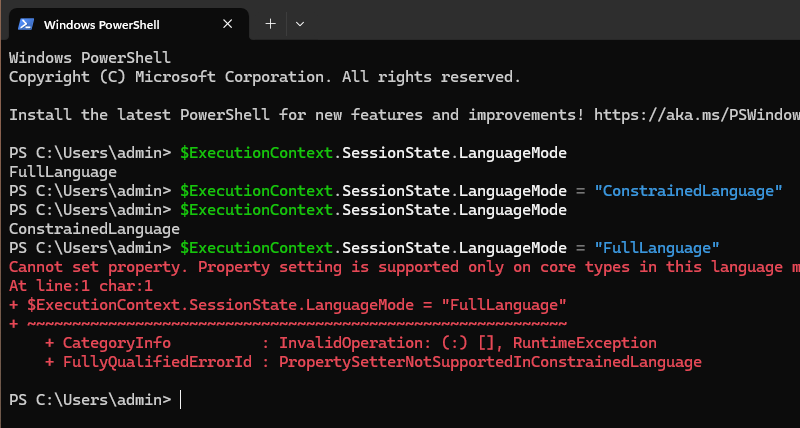 Windows PowerShell
Windows PowerShell
Copyright (C) Microsoft Corporation. All rights reserved.
Install the latest PowerShell for new features and improvements! https://aka.ms/PSWindow
PS C:\Users\admin> $ExecutionContext.SessionState.LanguageMode
FullLanguage
PS C:\Users\admin> $ExecutionContext.SessionState.LanguageMode = "ConstrainedLanguage"
PS C:\Users\admin> $ExecutionContext.SessionState.LanguageMode
ConstrainedLanguage
PS C:\Users\admin> $ExecutionContext.SessionState.LanguageMode = "FullLanguage"
Cannot set property. Property setting is supported only on core types in this language m
At line:1 char:1
+ $ExecutionContext.SessionState.LanguageMode = "FullLanguage"
+ ~~~~~~~~~~~~~~~~~~~~~~~~~~~~~~~~~~~~~~~~~~~~~~~~~~~~~~~~~~~~
    + CategoryInfo          : InvalidOperation: (:) [], RuntimeException
    + FullyQualifiedErrorId : PropertySetterNotSupportedInConstrainedLanguage
PS C:\Users\admin>